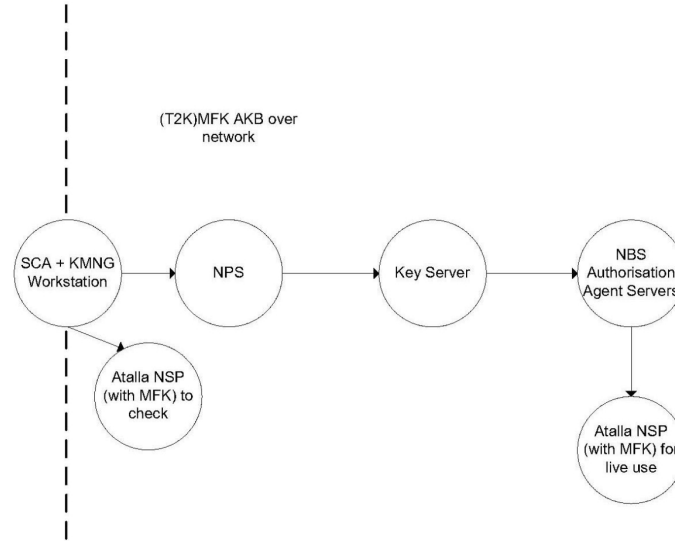 (T2K)MFK AKB over
network
SCA + KMNG
Workstation
NPS
Key Server
NBS
Authorisation
Agent Servers
Atalla NSP
(with MFK) to
check
Atalla NSP
(with MFK) for
live use